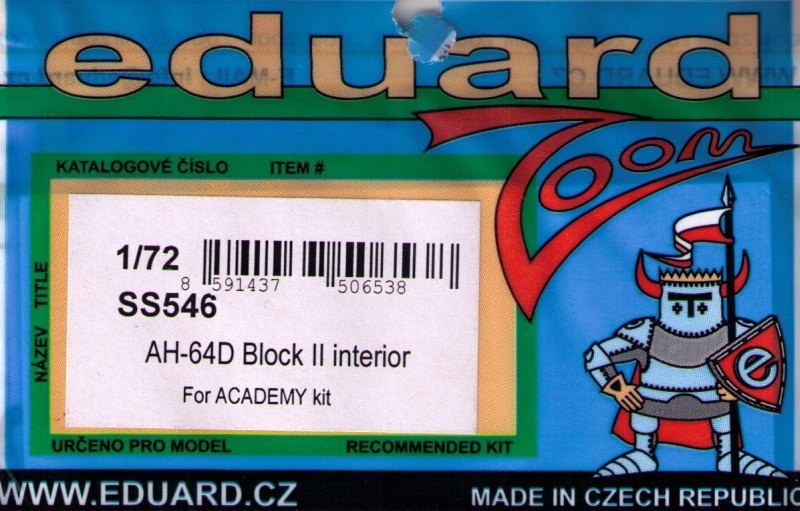 eduard
Zoom
KATALOGOVÉ ČÍSLO ITEM #
NÁZEV TITLE
1/72
8 591437 506538
SS546
AH-64D Block II interior
For ACADEMY kit
e
URČENO PRO MODEL RECOMMENDED KIT
WWW.EDUARD.CZ MADE IN CZECH REPUBLIC